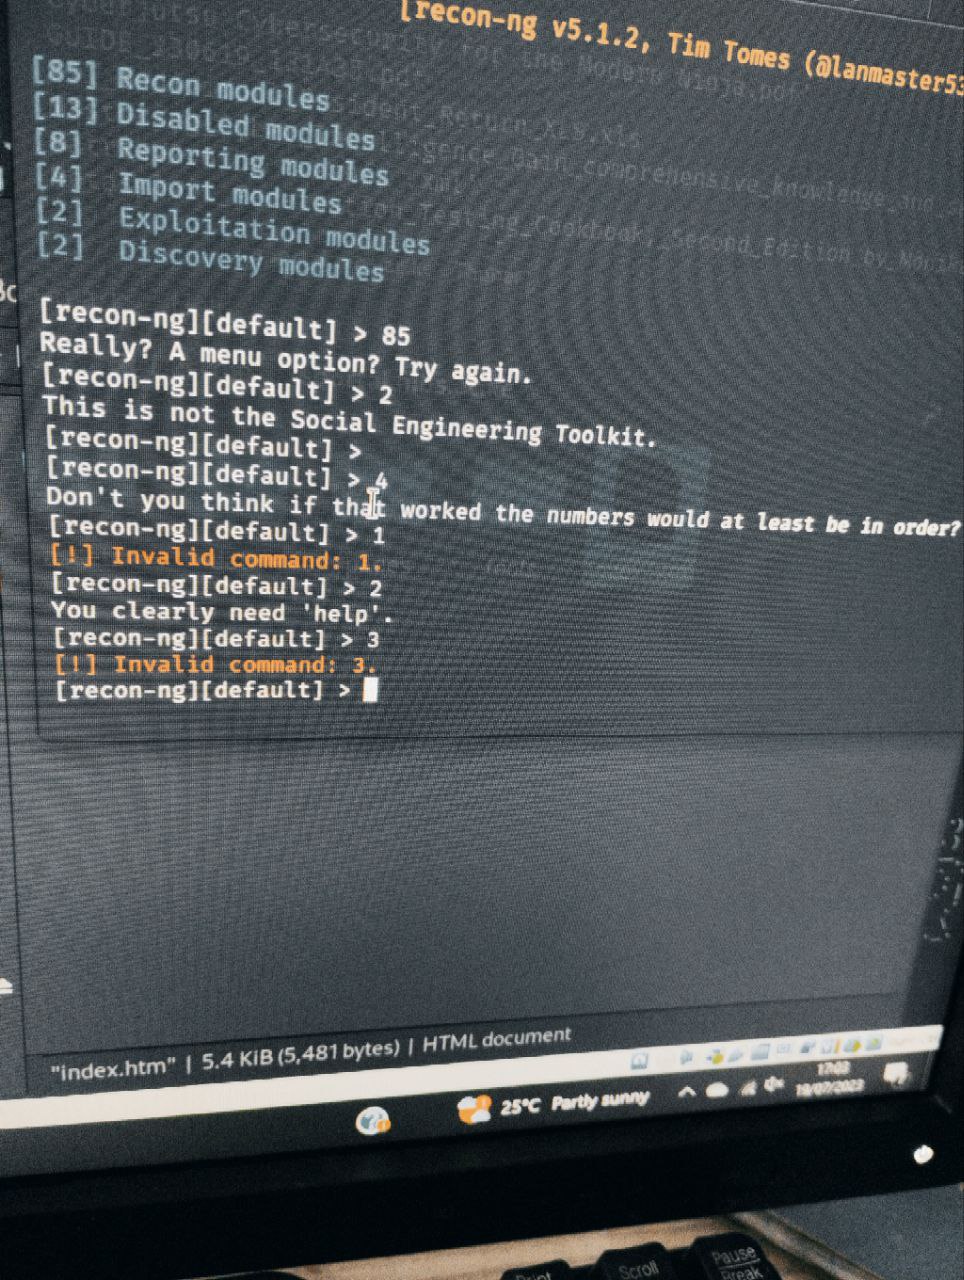 [recon-ng v5.1.2, Tim Tomes (@lanmaster53
[85] Recon modules
[13] Disabled modules
[8] Reporting modules
[4] Import modules
[2] Exploitation modules
[2] Discovery modules
[recon-ng][default] > 85
Really? A menu option? Try again.
[recon-ng][default] > 2
This is not the Social Engineering Toolkit.
[recon-ng][default] >
[recon-ng][default] > 4
Don't you think if that worked the numbers would at least be in order?
[recon-ng][default] > 1
[!] Invalid command: 1.
[recon-ng][default] > 2
You clearly need 'help'.
[recon-ng][default] > 3
[!] Invalid command: 3.
[recon-ng][default] >
"index.htm" | 5.4 KiB (5,481 bytes) | HTML document
25°C Partly sunny
17:03
19/07/2023
Print
Scroll
Pause
Break